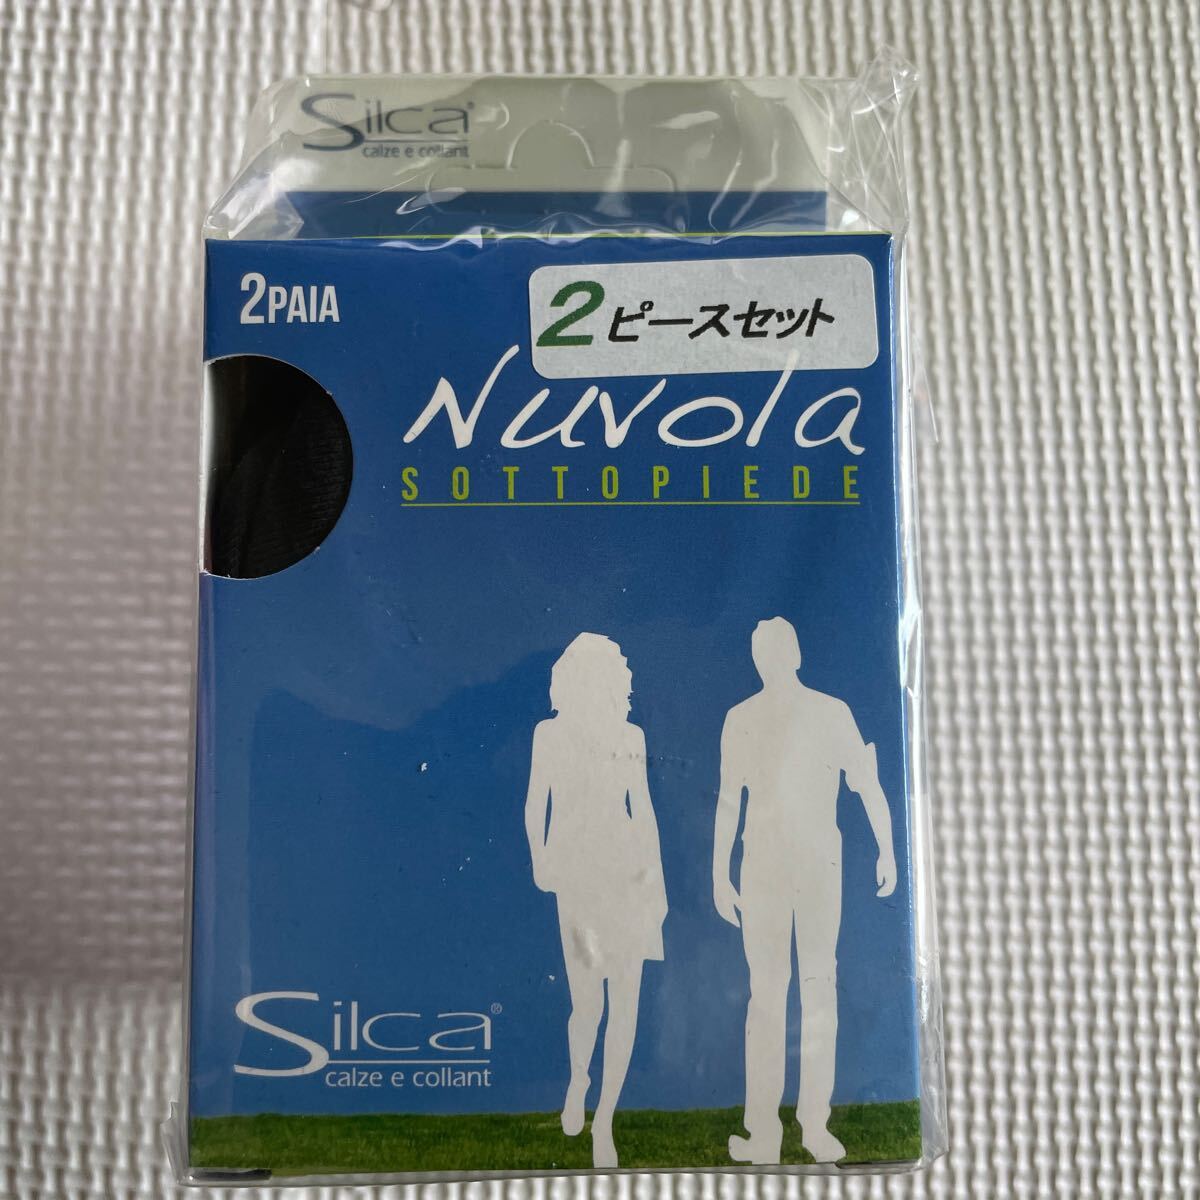 Silca®
calze e collant
2PAIA
2ピースセット
Nuvola
SOTTOPIEDE
Silca®
calze e collant